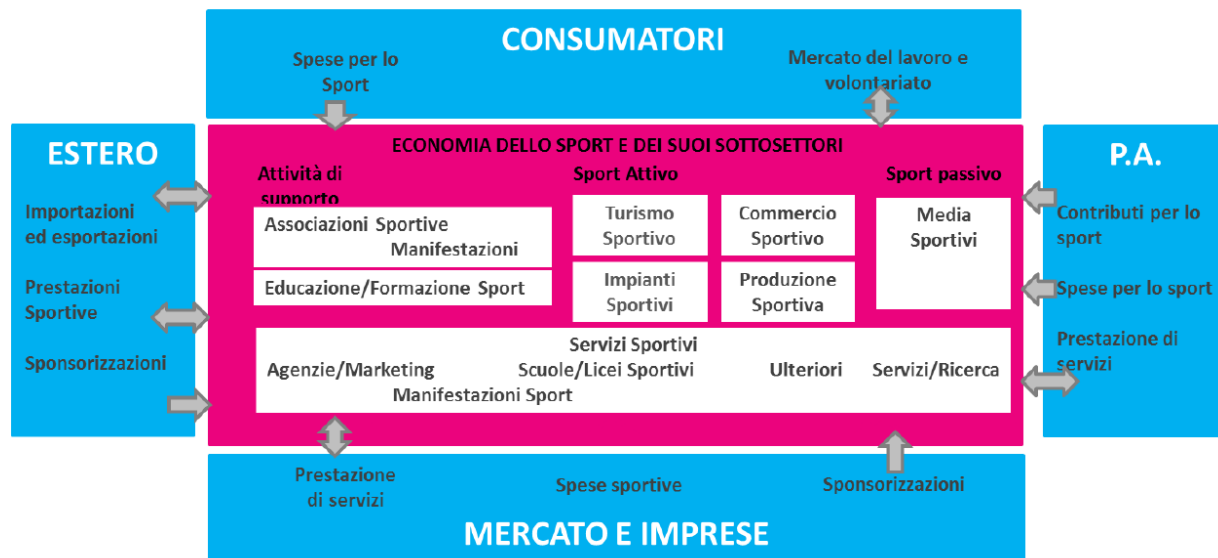 CONSUMATORI
Spese per lo
Sport
Mercato del lavoro e
volontariato
ESTERO
Importazioni
ed esportazioni
Prestazioni
Sportive
Sponsorizzazioni
ECONOMIA DELLO SPORT E DEI SUOI SOTTOSETTORI
Attività di
supporto
Associazioni Sportive
Manifestazioni
Educazione/Formazione Sport
Sport Attivo
Turismo
Sportivo
Commercio
Sportivo
Impianti
Sportivi
Produzione
Sportiva
Sport passivo
Media
Sportivi
Servizi Sportivi
Agenzie/Marketing Scuole/Licei Sportivi Ulteriori Servizi/Ricerca
Manifestazioni Sport
P.A.
Contributi per lo
sport
Spese per lo sport
Prestazione di
servizi
Prestazione
di servizi
Spese sportive
Sponsorizzazioni
MERCATO E IMPRESE